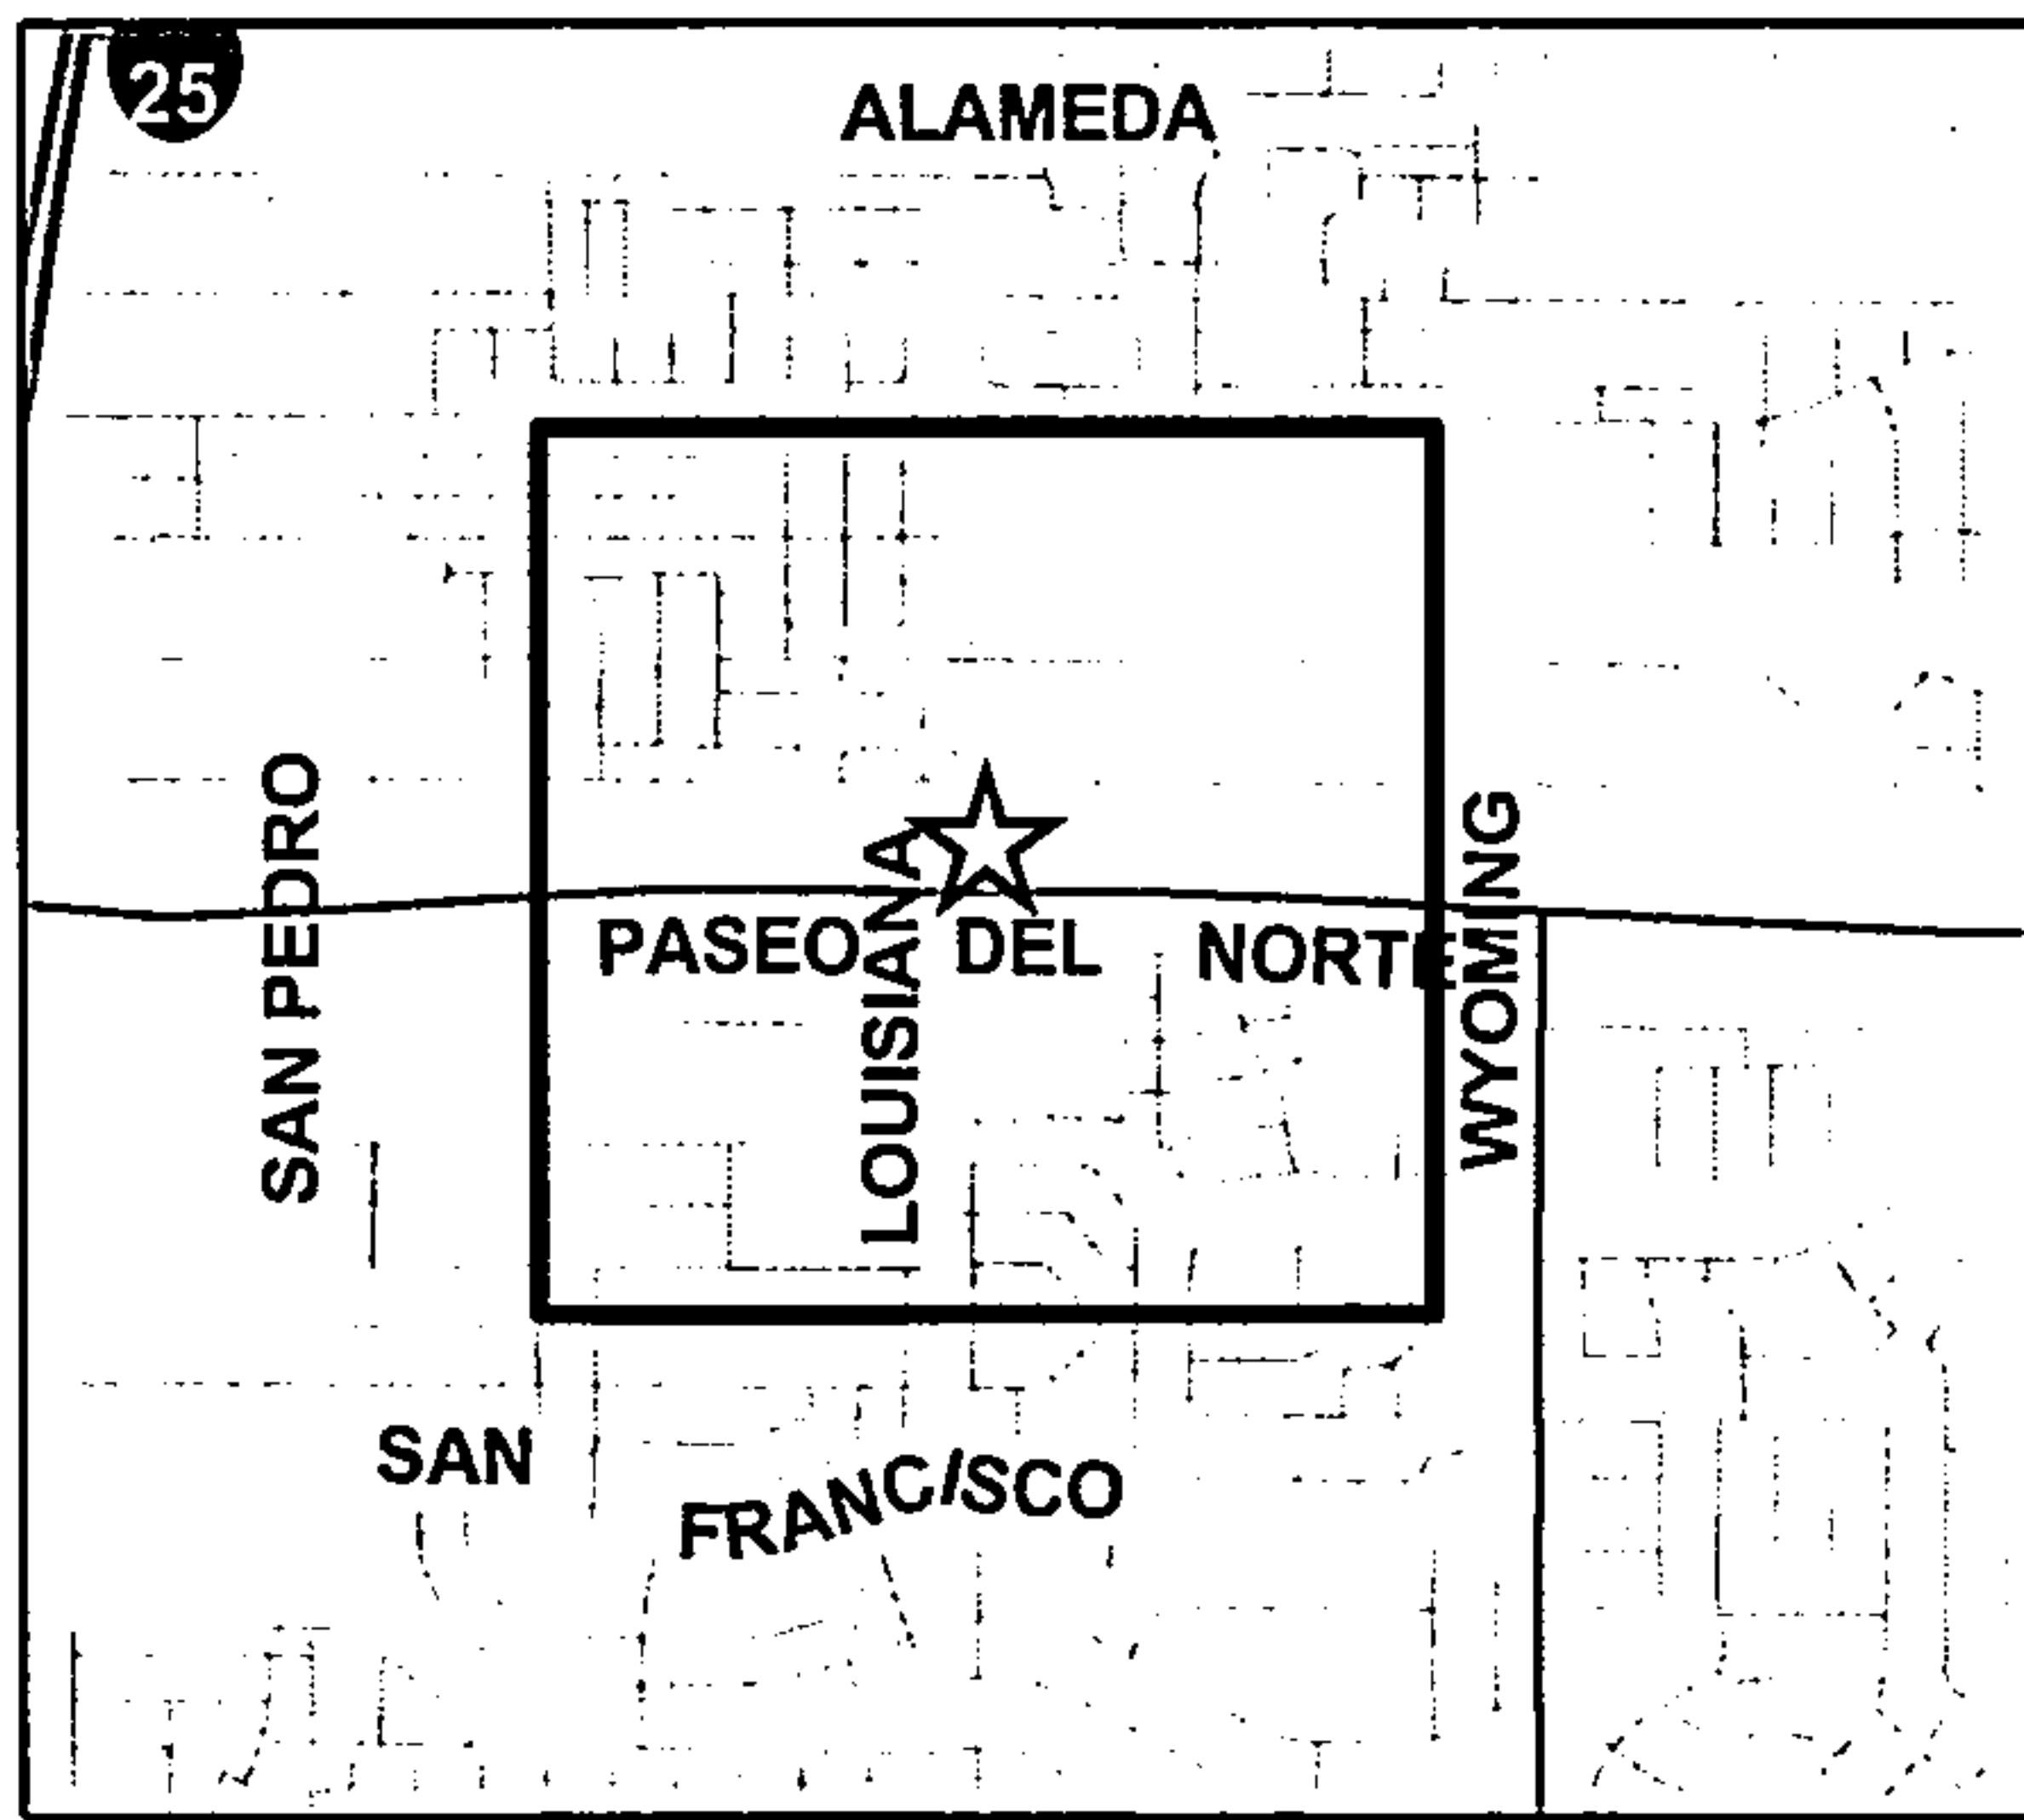 25
ALAMEDA
SAN PEDRO
PASEO DEL NORTE
LOUISIANA
WYOMING
SAN FRANCISCO